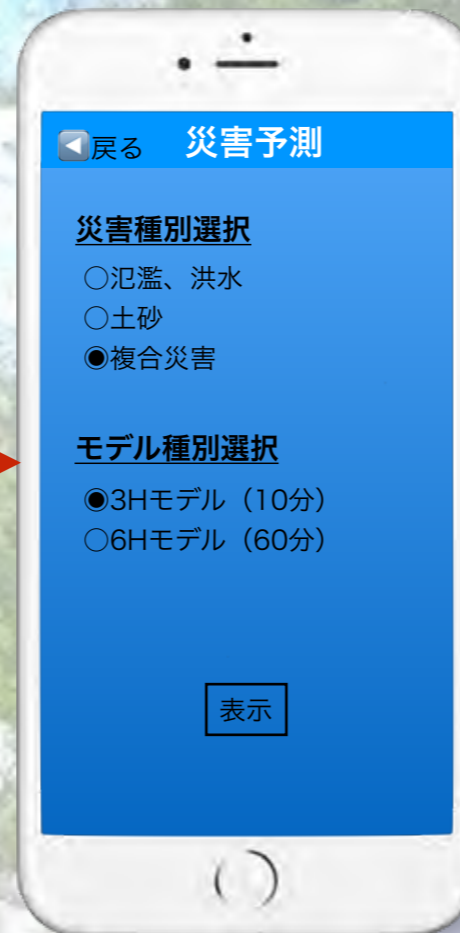 ◀戻る 災害予測
災害種別選択
○氾濫、洪水
○土砂
◉複合災害
モデル種別選択
◉3Hモデル（10分）
○6Hモデル（60分）
表示